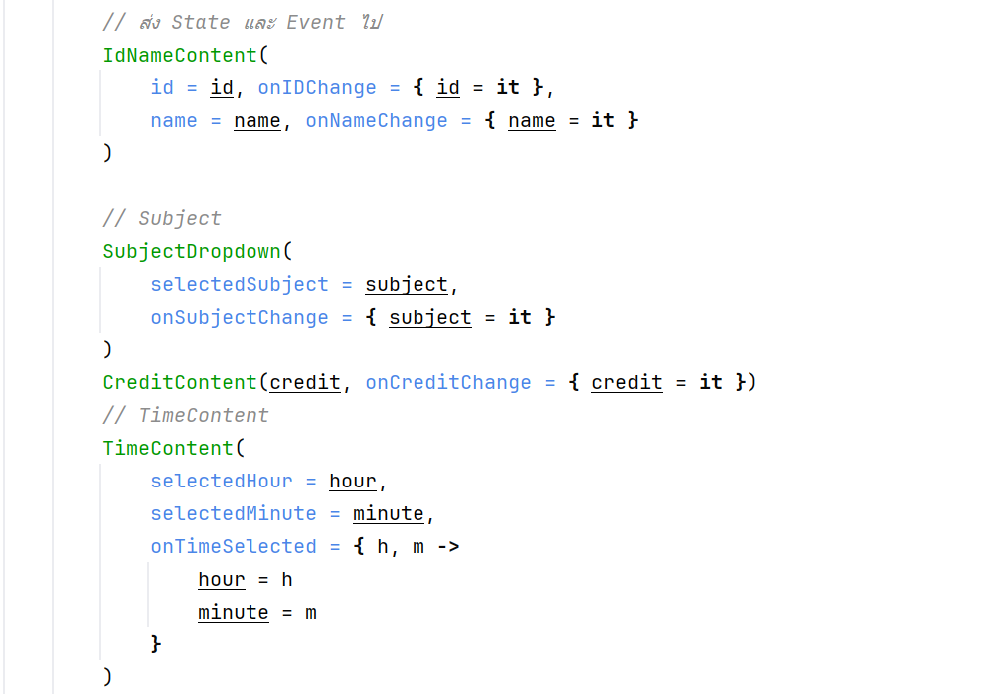 // ส่ง State และ Event ไป
IdNameContent(
    id = id, onIDChange = { id = it },
    name = name, onNameChange = { name = it }
)

// Subject
SubjectDropdown(
    selectedSubject = subject,
    onSubjectChange = { subject = it }
)
CreditContent(credit, onCreditChange = { credit = it })
// TimeContent
TimeContent(
    selectedHour = hour,
    selectedMinute = minute,
    onTimeSelected = { h, m ->
        hour = h
        minute = m
    }
)